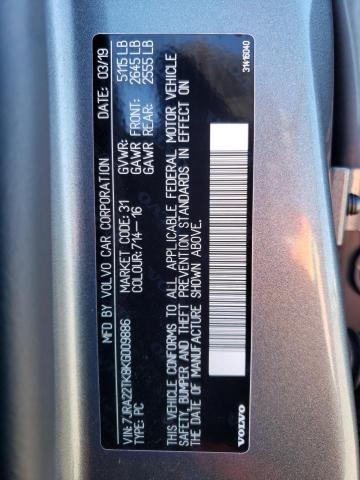 MFD BY VOLVO CAR CORPORATION DATE: 03/19
GVWR: 5115 LB
MARKET CODE: 31 GAWR FRONT: 2645 LB
COLOUR: 714-16 GAWR REAR: 2555 LB
VIN: 7JRA22TK8KG009886
TYPE: PC
THIS VEHICLE CONFORMS TO ALL APPLICABLE FEDERAL MOTOR VEHICLE
SAFETY, BUMPER AND THEFT PREVENTION STANDARDS IN EFFECT ON
THE DATE OF MANUFACTURE SHOWN ABOVE.
VOLVO
31416040